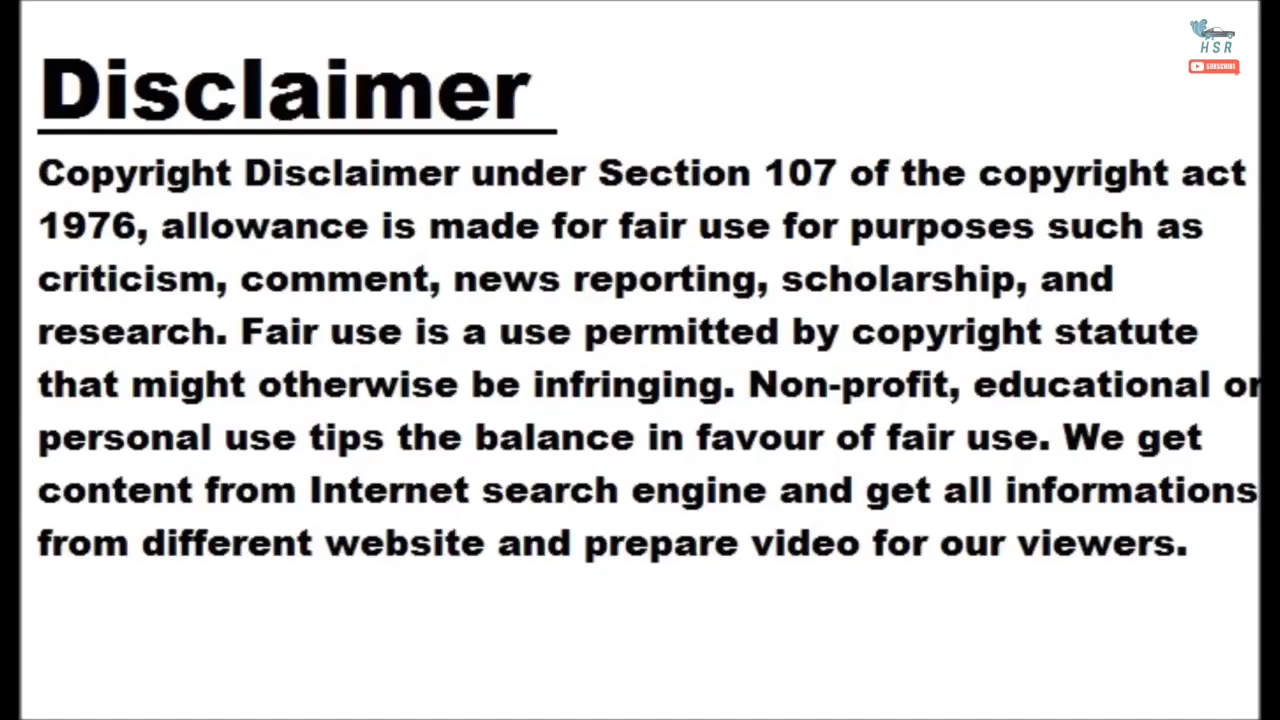 HSR
SUBSCRIBE
Disclaimer
Copyright Disclaimer under Section 107 of the copyright act
1976, allowance is made for fair use for purposes such as
criticism, comment, news reporting, scholarship, and
research. Fair use is a use permitted by copyright statute
that might otherwise be infringing. Non-profit, educational or
personal use tips the balance in favour of fair use. We get
content from Internet search engine and get all informations
from different website and prepare video for our viewers.